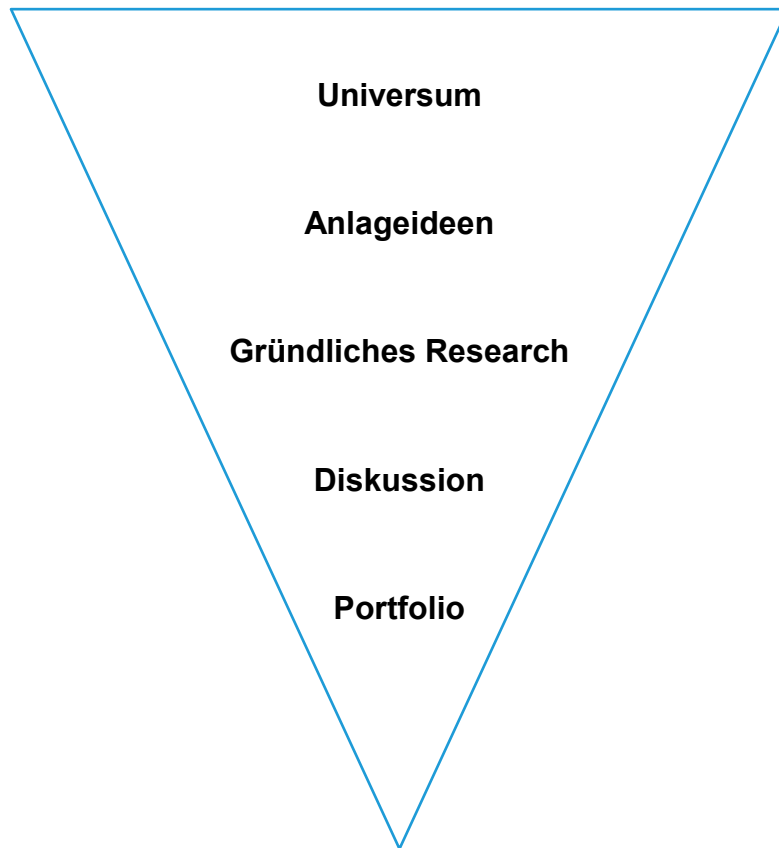 Universum
Anlageideen
Gründliches Research
Diskussion
Portfolio